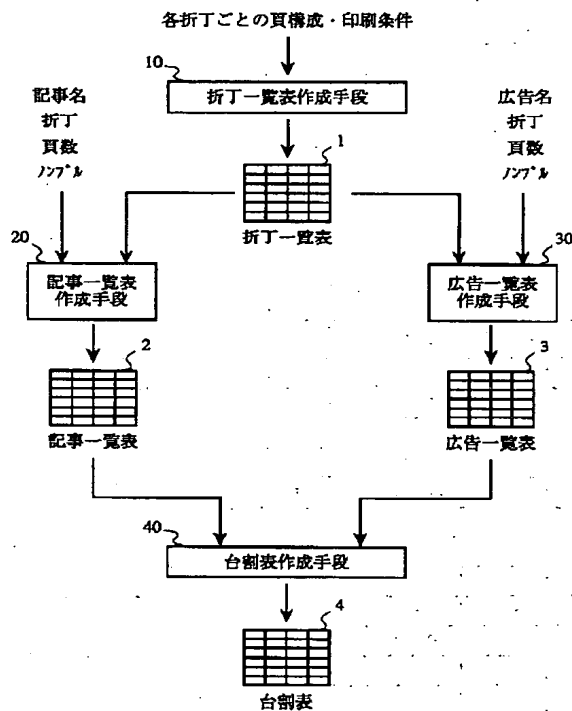 各折丁ごとの頁構成・印刷条件
10
折丁一覧表作成手段
記事名
折丁
頁数
ノンブル
広告名
折丁
頁数
ノンブル
1
折丁一覧表
20
記事一覧表
作成手段
30
広告一覧表
作成手段
2
記事一覧表
3
広告一覧表
40
台割表作成手段
4
台割表